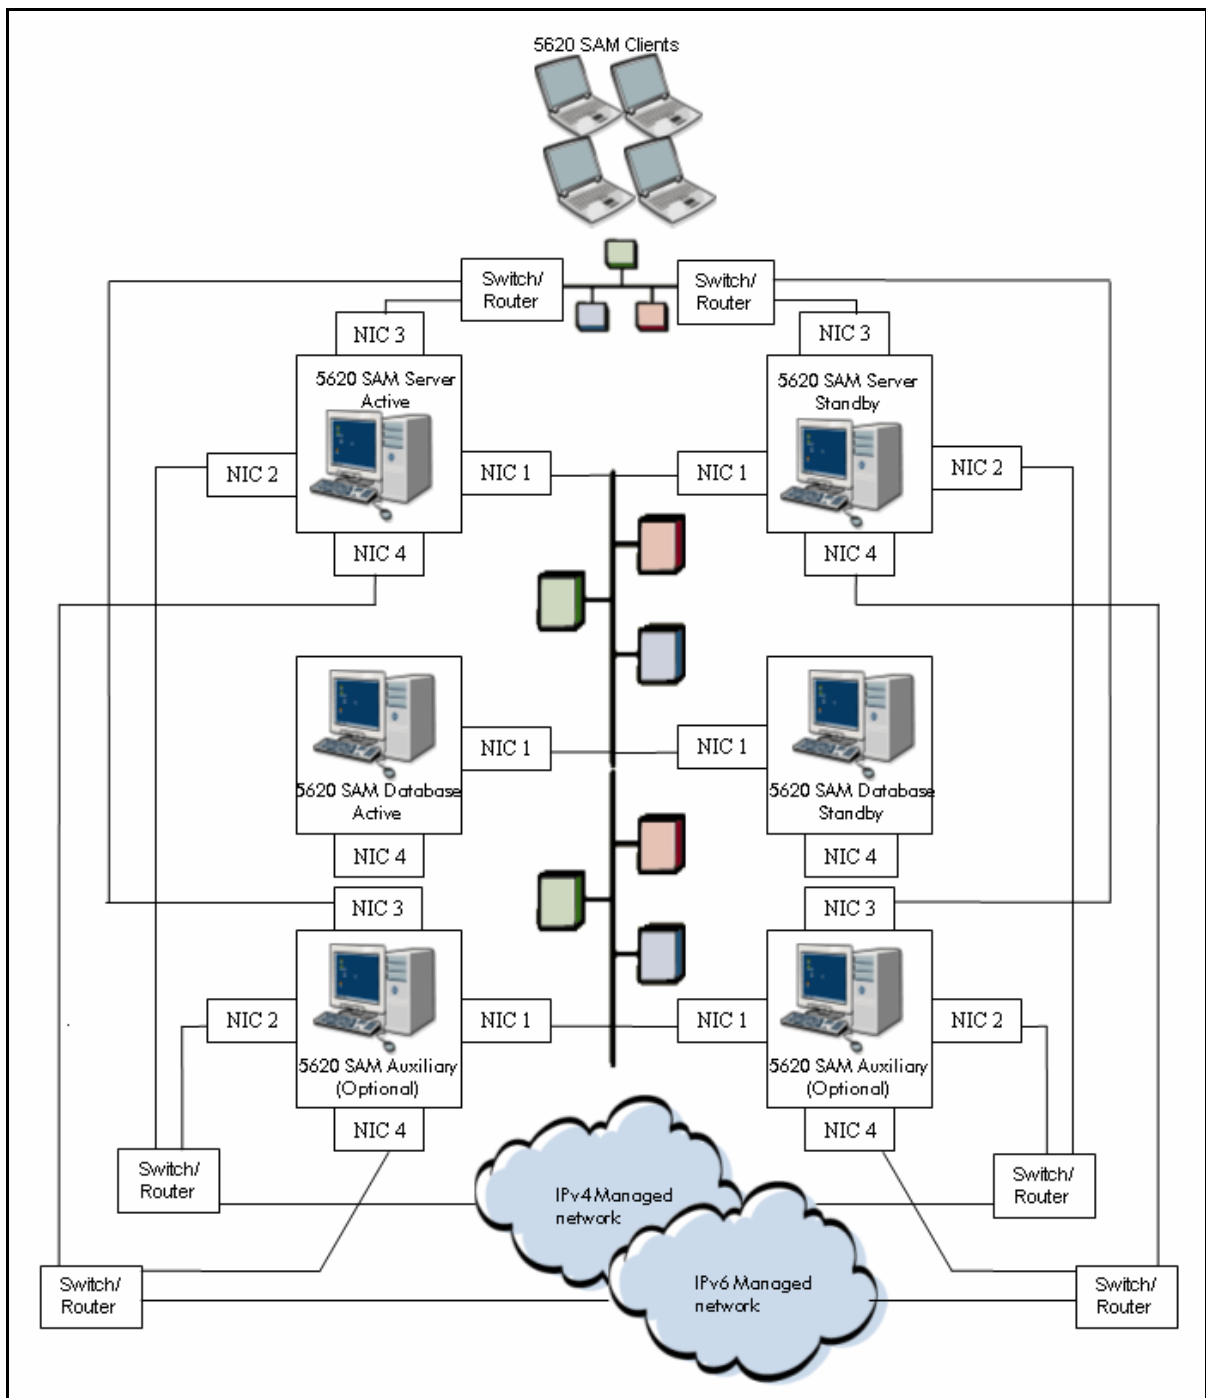 5620 SAM Clients
Switch/
Router
Switch/
Router
NIC 3
NIC 3
5620 SAM Server
Active
5620 SAM Server
Standby
NIC 2
NIC 1
NIC 1
NIC 2
NIC 4
NIC 4
NIC 1
NIC 1
5620 SAM Database
Active
5620 SAM Database
Standby
NIC 4
NIC 4
NIC 3
NIC 3
NIC 2
NIC 1
NIC 1
NIC 2
5620 SAM Auxiliary
(Optional)
5620 SAM Auxiliary
(Optional)
NIC 4
NIC 4
Switch/
Router
IPv4 Managed
network
Switch/
Router
Switch/
Router
IPv6 Managed
network
Switch/
Router